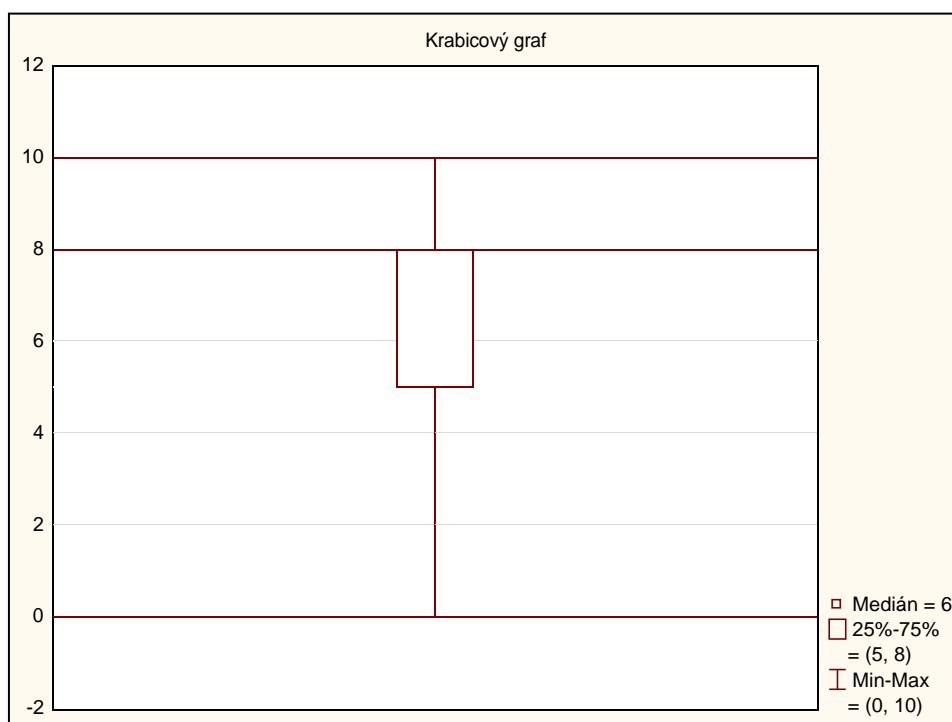 Krabicový graf
12
10
8
6
4
2
0
-2
Medián = 6
25%-75%
= (5, 8)
Min-Max
= (0, 10)